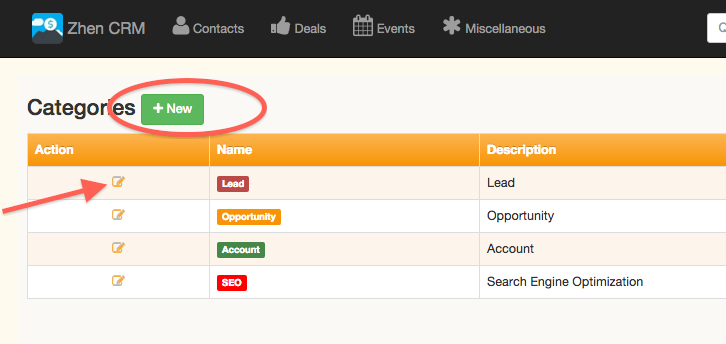 Zhen CRM Contacts Deals Events Miscellaneous Q
Categories + New
Action Name Description
Lead Lead
Opportunity Opportunity
Account Account
SEO Search Engine Optimization